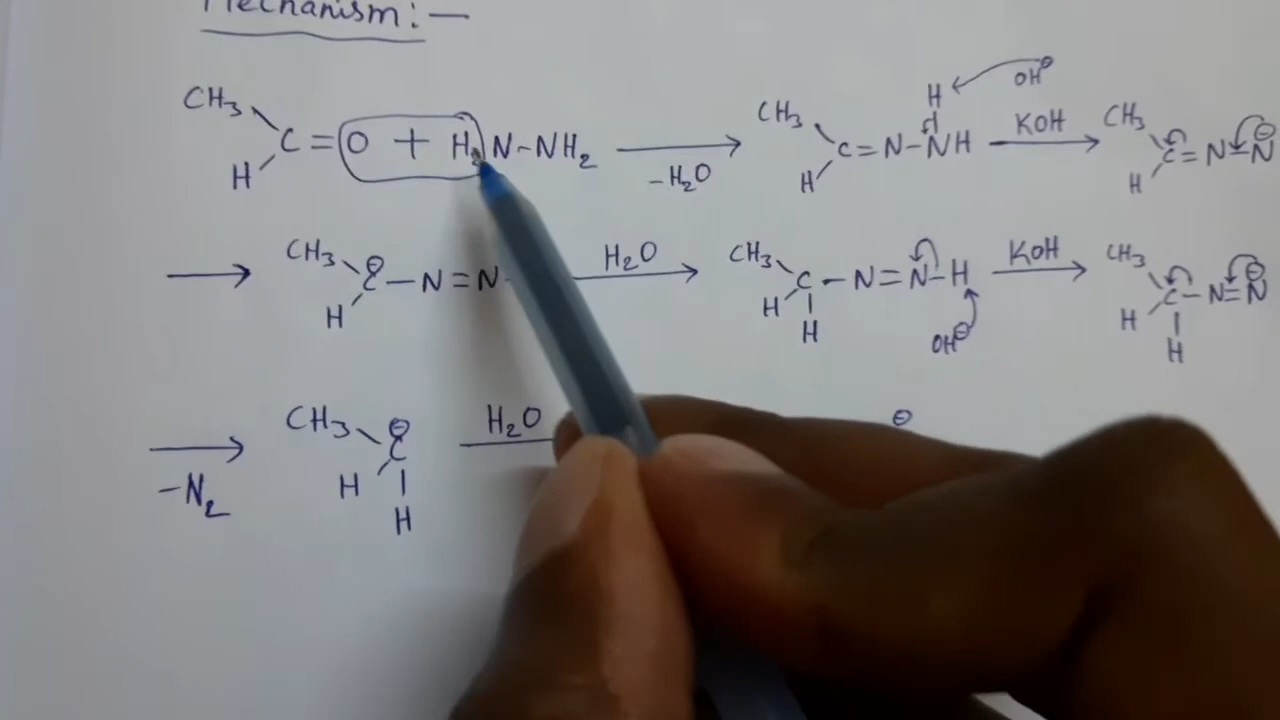 Mechanism:-
CH3 C=O + H2N-NH2 -H2O CH3 C=N-NH H OH⊖ KOH CH3 C=N-N⊖
H H H
CH3 C⊖-N=N H2O CH3 C-N=N-H KOH CH3 C-N=N⊖
H H H OH⊖ H H
-N2 CH3 C⊖ H2O ⊖
H H